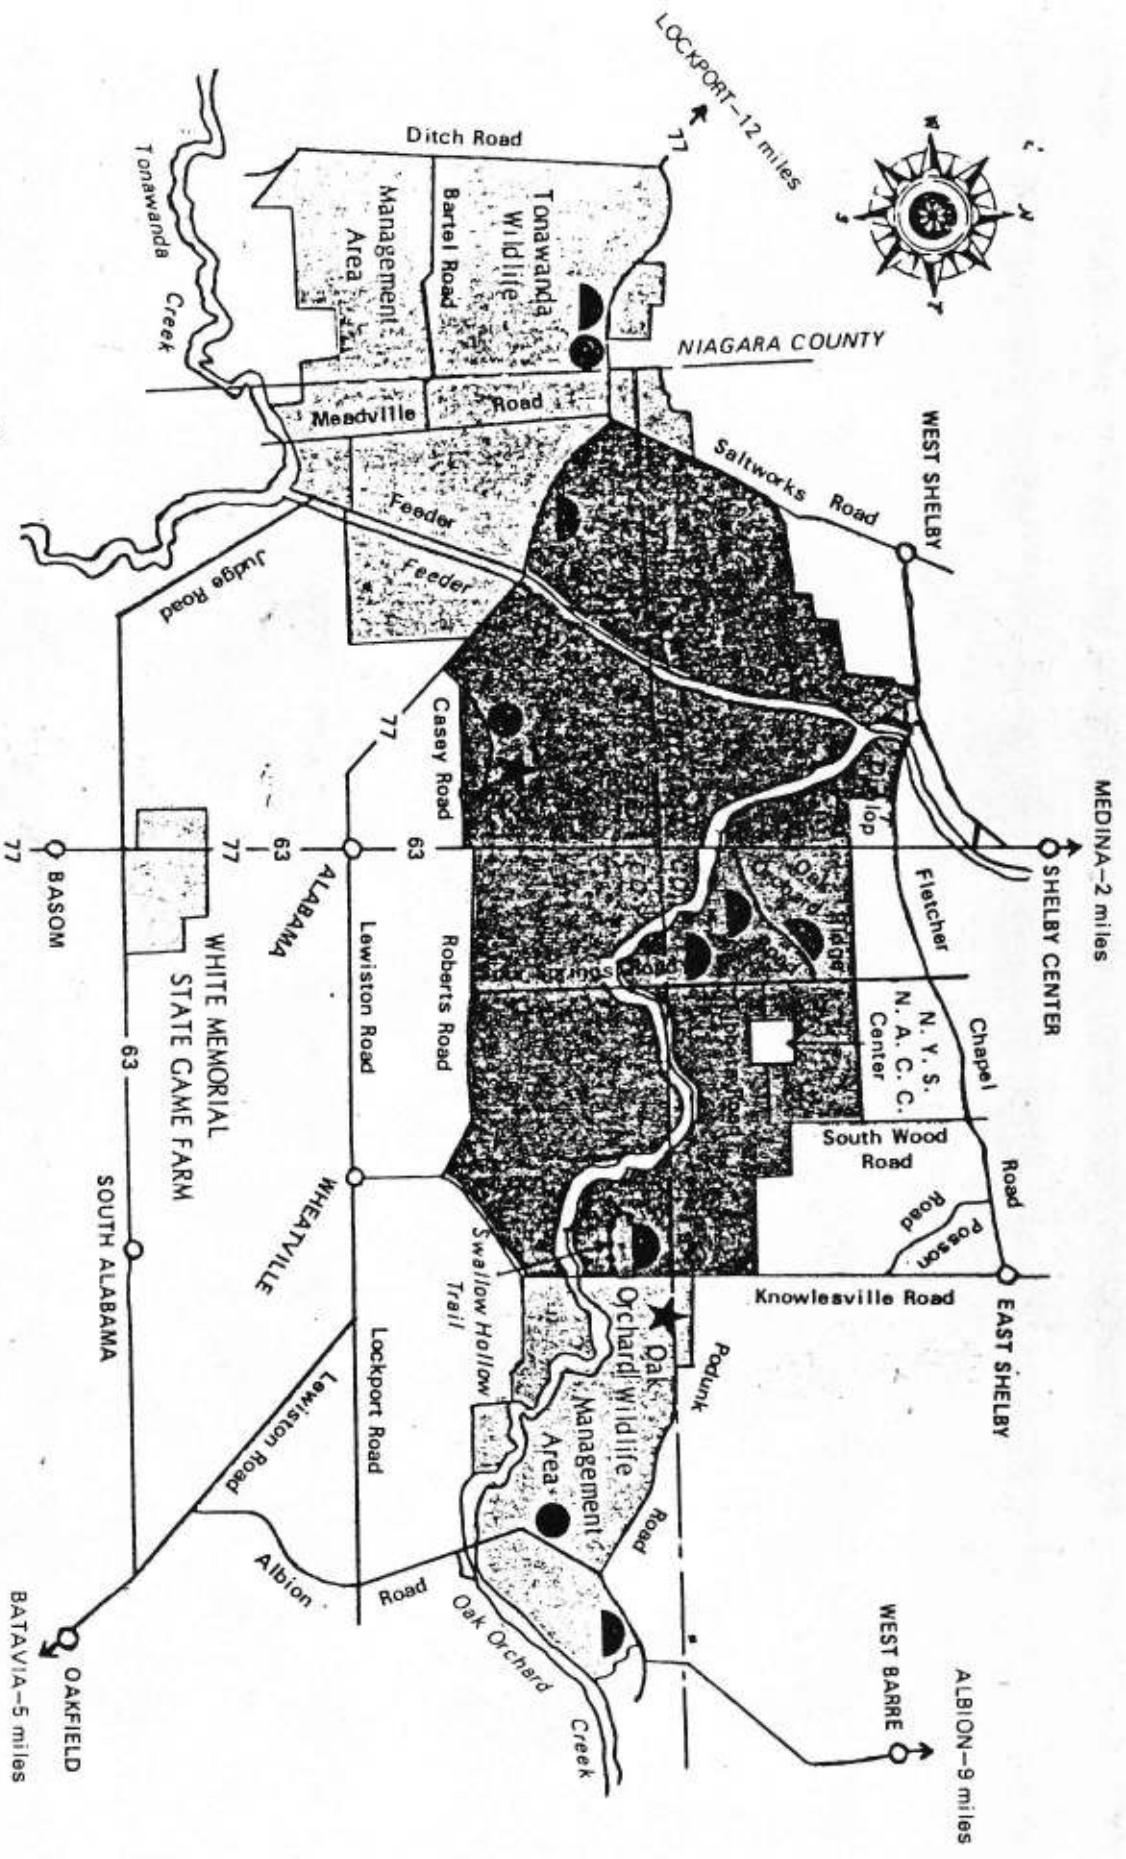 LOCKPORT–12 miles
77
W
N
S
Ditch Road
Tonawanda
Creek
Tonawanda
Wildlife
Management
Area
Bartel Road
NIAGARA COUNTY
Meadville
Road
Saltworks Road
WEST SHELBY
MEDINA–2 miles
SHELBY CENTER
Feeder
Feeder
Judge Road
77
Casey Road
63
Oak
Orchard
Ridge
Road
Fletcher
Chapel
Road
N. Y. S.
N. A. C. C.
Center
South Wood
Road
Posson
Road
EAST SHELBY
Knowlesville Road
77
BASOM
77
63
ALABAMA
Lewiston Road
Roberts Road
WHITE MEMORIAL
STATE GAME FARM
63
SOUTH ALABAMA
WHEATVILLE
Swallow Hollow
Trail
Lockport Road
Lewiston Road
Oak
Orchard Wildlife
Management
Area
Podunk
Road
Albion
Road
Oak Orchard
Creek
WEST BARRE
ALBION–9 miles
OAKFIELD
BATAVIA–5 miles